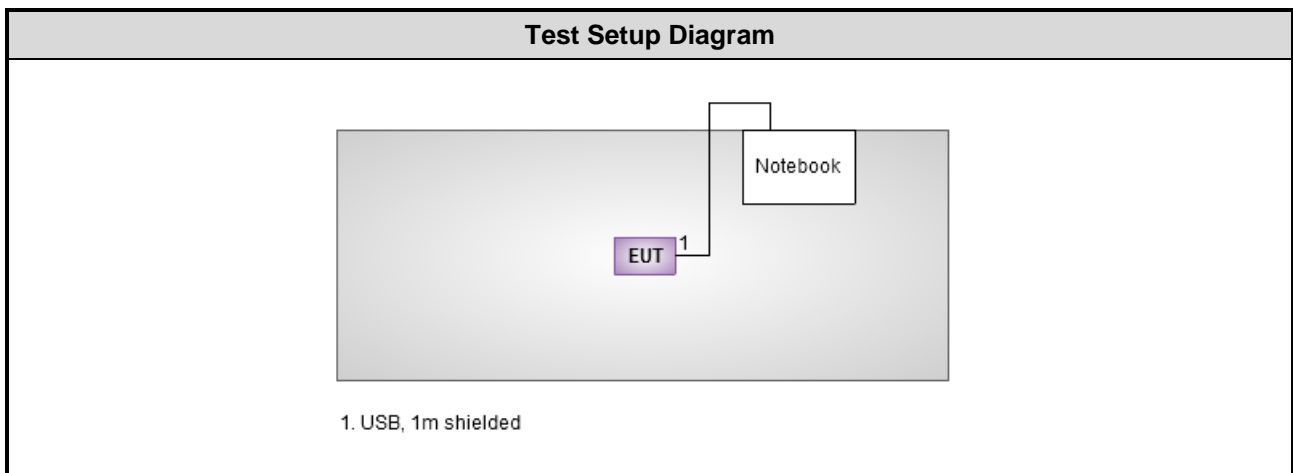 Test Setup Diagram
Notebook
EUT
1
1. USB, 1m shielded